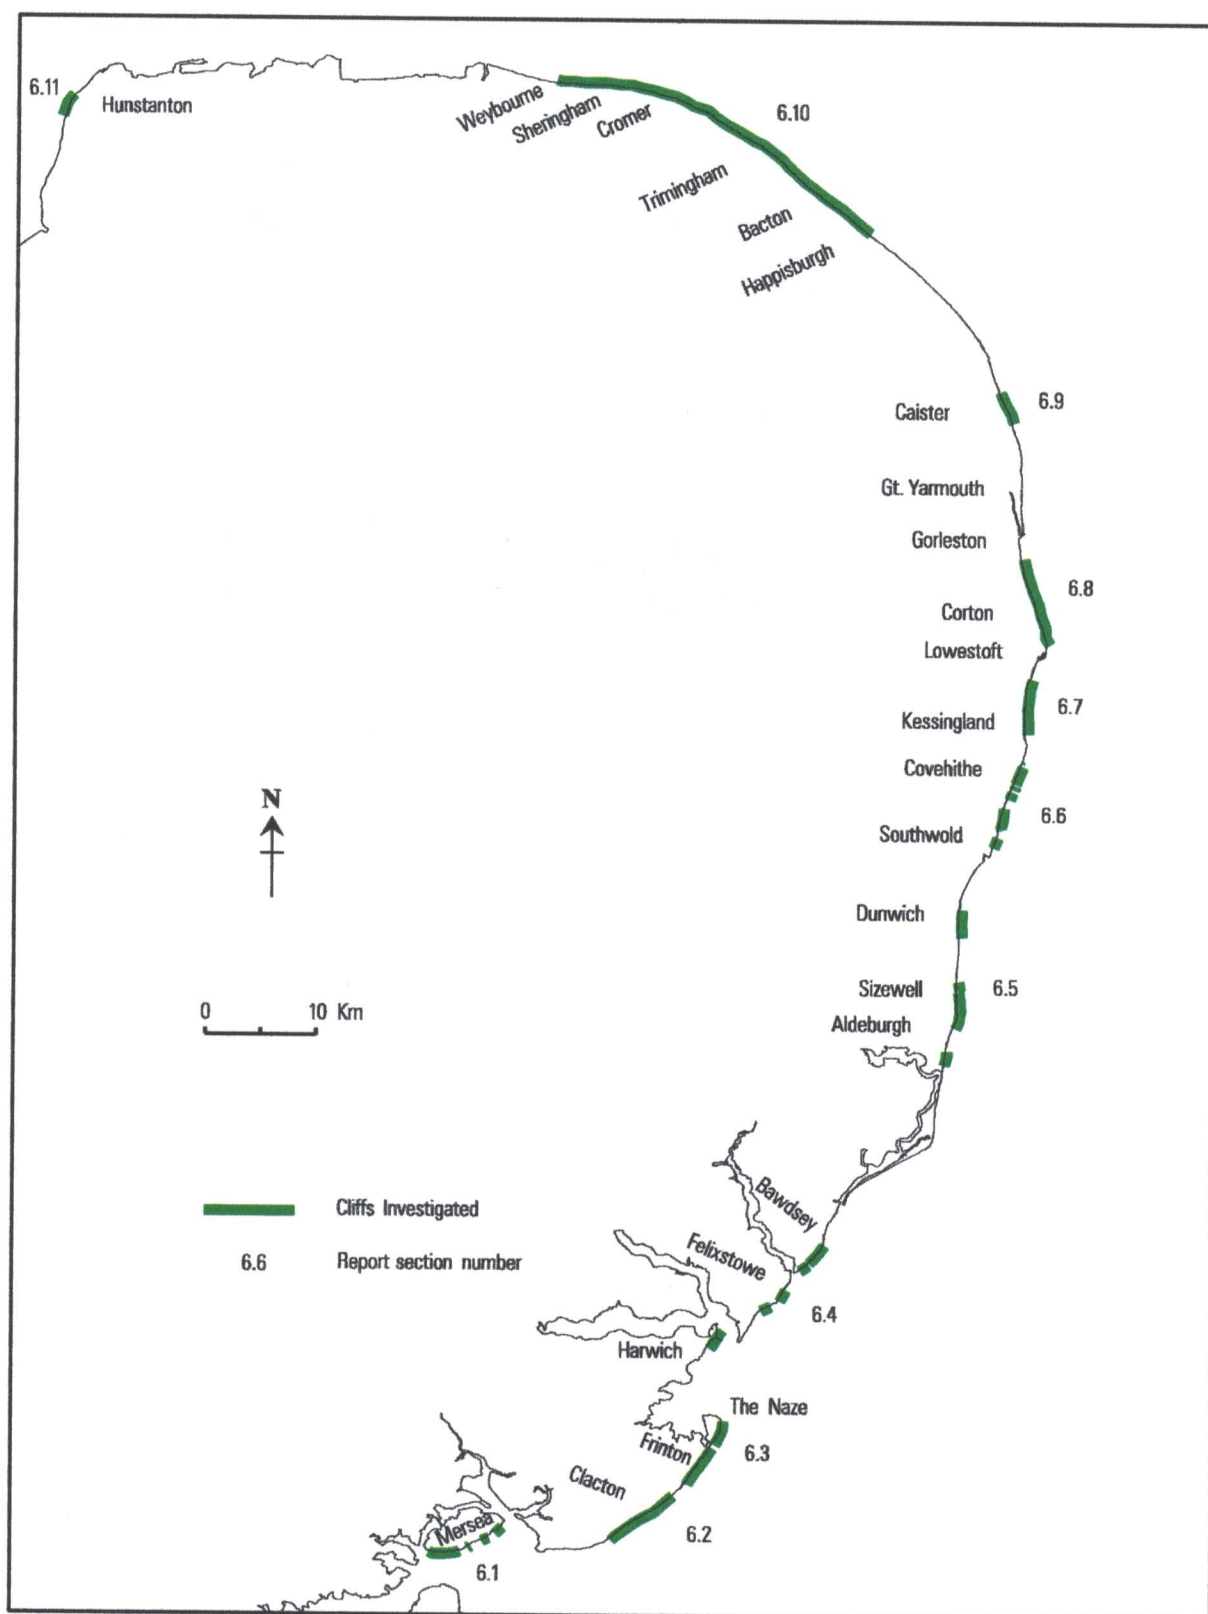 6.11
Hunstanton
Weybourne
Sheringham
Cromer
6.10
Trimingham
Bacton
Happisburgh
Caister
6.9
Gt. Yarmouth
Gorleston
6.8
Corton
Lowestoft
6.7
Kessingland
Covehithe
N
6.6
Southwold
Dunwich
Sizewell
6.5
0 10 Km
Aldeburgh
Bawdsey
Cliffs Investigated
Felixstowe
6.6 Report section number
6.4
Harwich
The Naze
Frinton
6.3
Clacton
Mersea
6.2
6.1